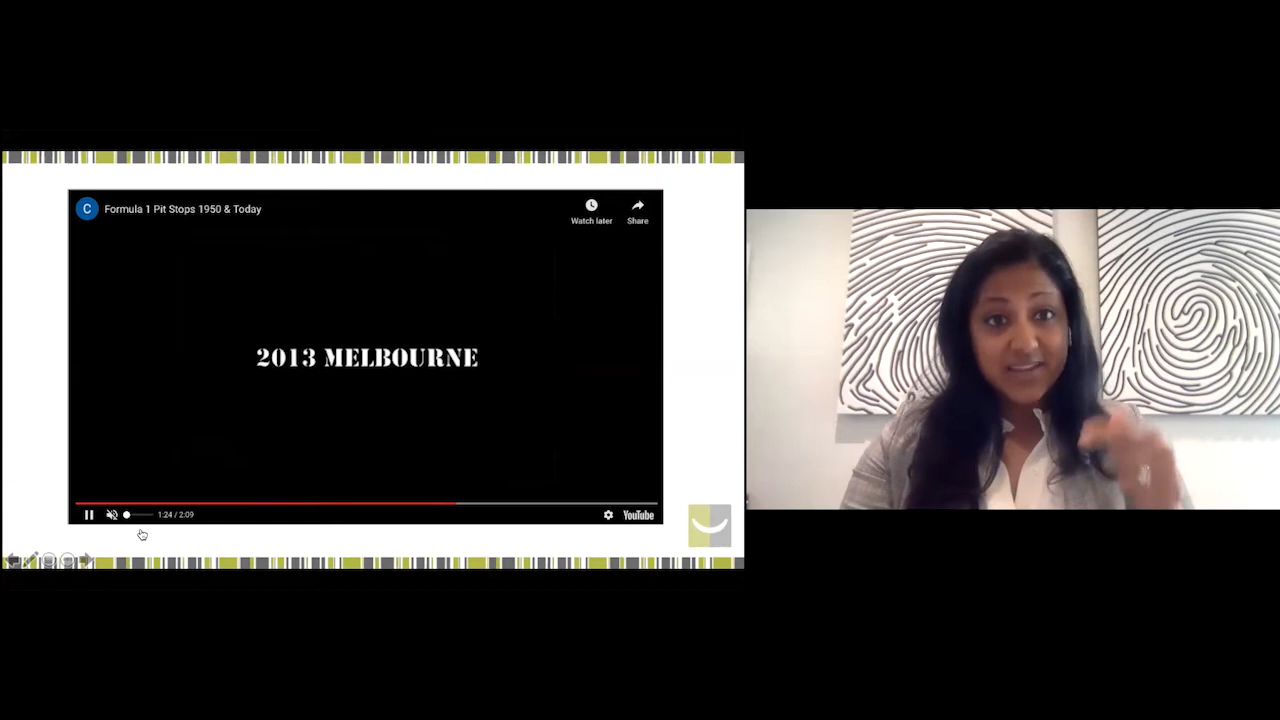 C
Formula 1 Pit Stops 1950 & Today
Watch later
Share
2013 MELBOURNE
1:24 / 2:09
YouTube